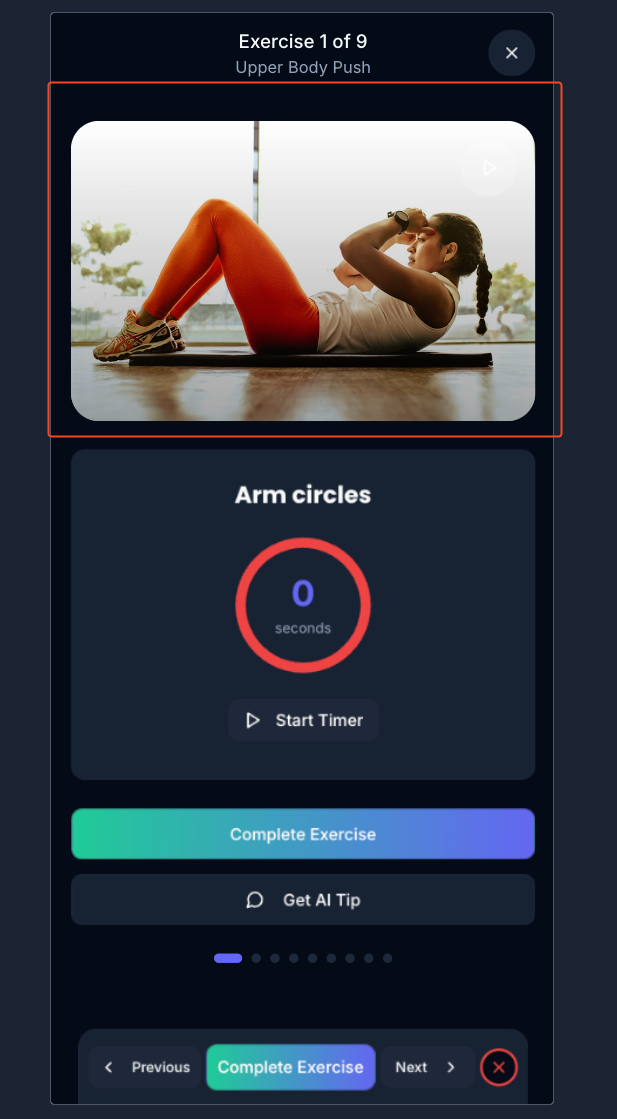 Exercise 1 of 9
Upper Body Push
Arm circles
0
seconds
Start Timer
Complete Exercise
Get AI Tip
Previous
Complete Exercise
Next